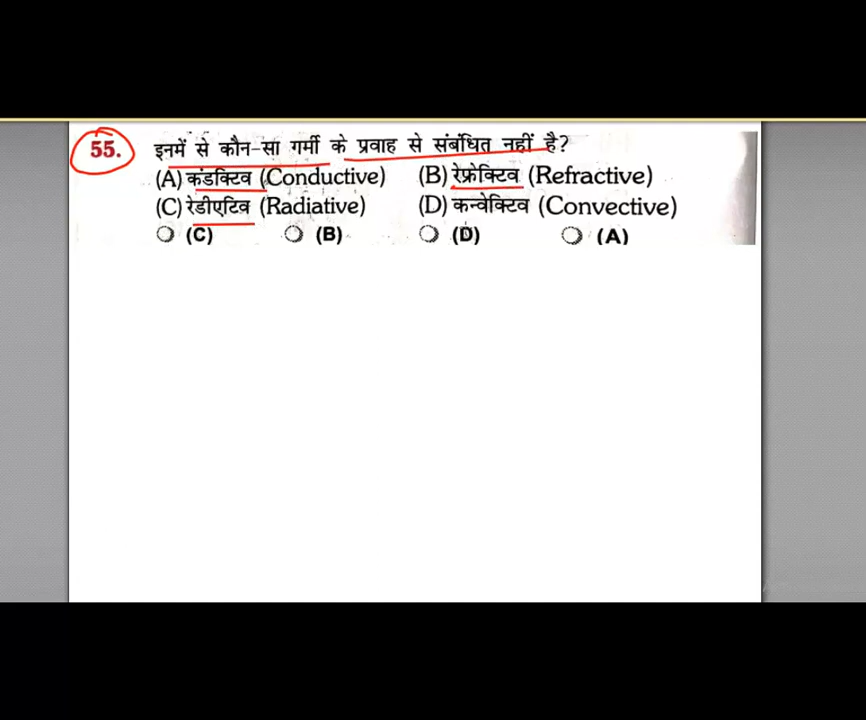 55. इनमें से कौन-सा गर्मी के प्रवाह से संबंधित नहीं है?
(A) कंडक्टिव (Conductive) (B) रेफ्रेक्टिव (Refractive)
(C) रेडीएटिव (Radiative) (D) कन्वेक्टिव (Convective)
(C) (B) (D) (A)